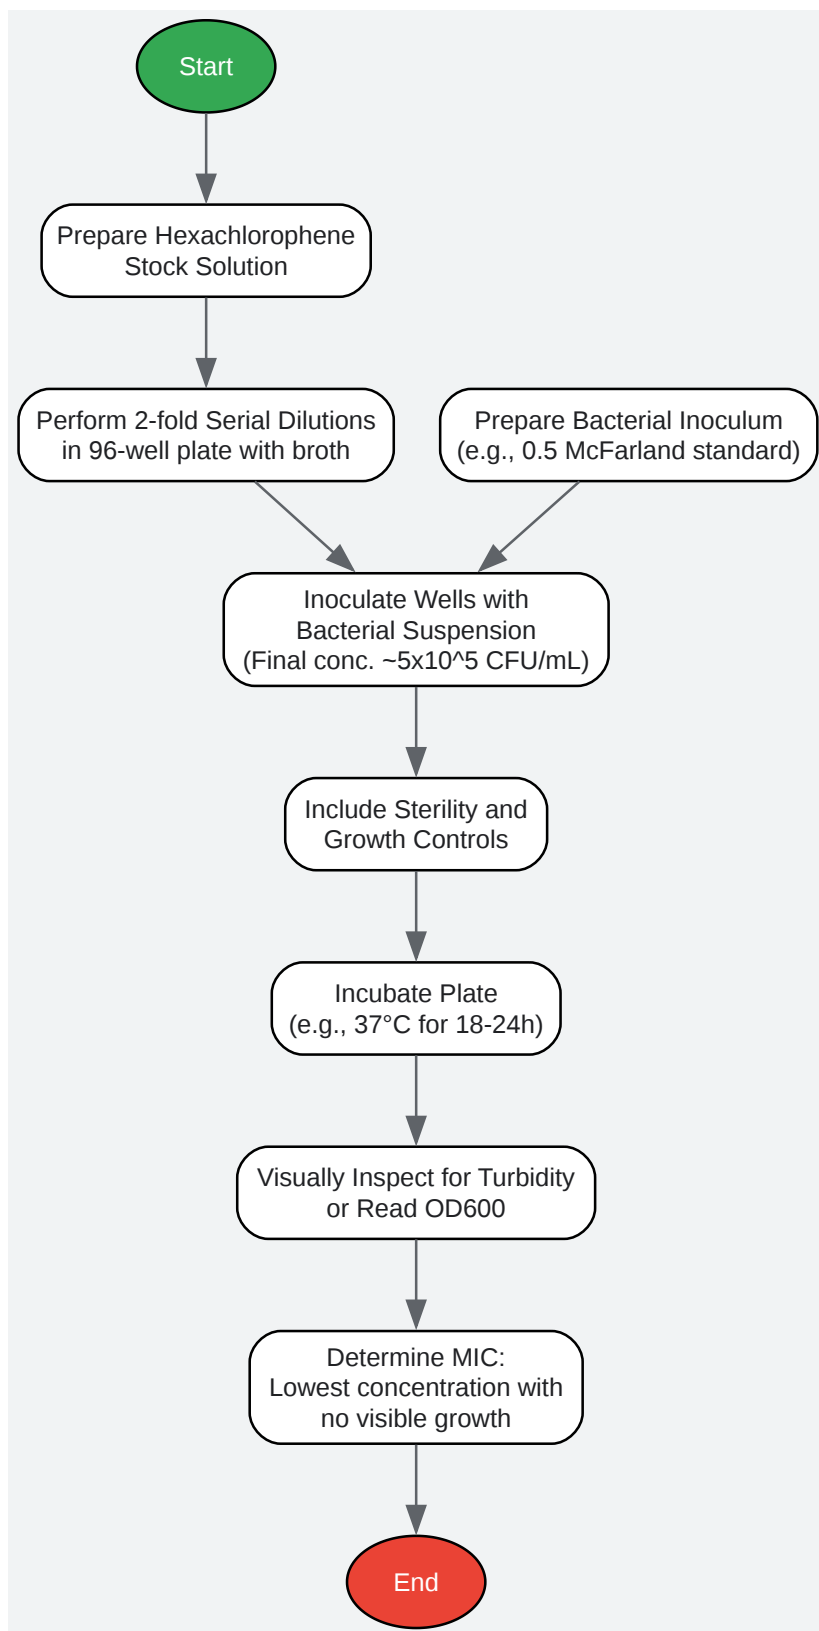 Start
Prepare Hexachlorophene
Stock Solution
Perform 2-fold Serial Dilutions
in 96-well plate with broth
Prepare Bacterial Inoculum
(e.g., 0.5 McFarland standard)
Inoculate Wells with
Bacterial Suspension
(Final conc. ~5x10^5 CFU/mL)
Include Sterility and
Growth Controls
Incubate Plate
(e.g., 37°C for 18-24h)
Visually Inspect for Turbidity
or Read OD600
Determine MIC:
Lowest concentration with
no visible growth
End